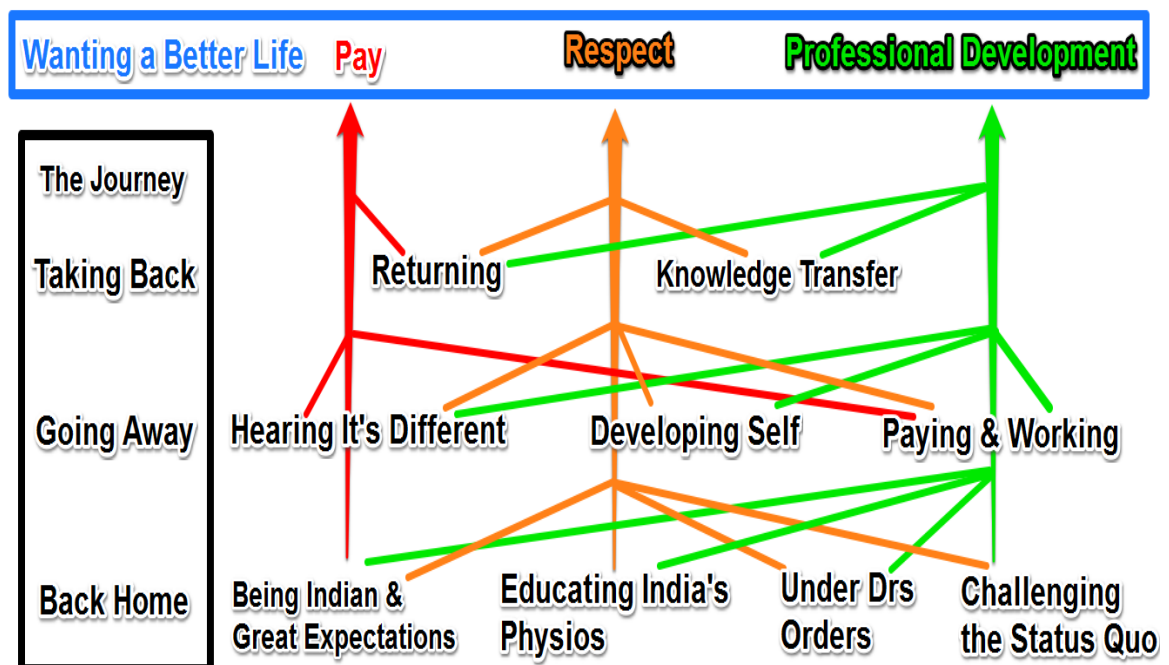 Wanting a Better Life Pay Respect Professional Development
The Journey
Taking Back Returning Knowledge Transfer
Going Away Hearing It's Different Developing Self Paying & Working
Back Home
Being Indian &
Great Expectations
Educating India's
Physios
Under Drs
Orders
Challenging
the Status Quo